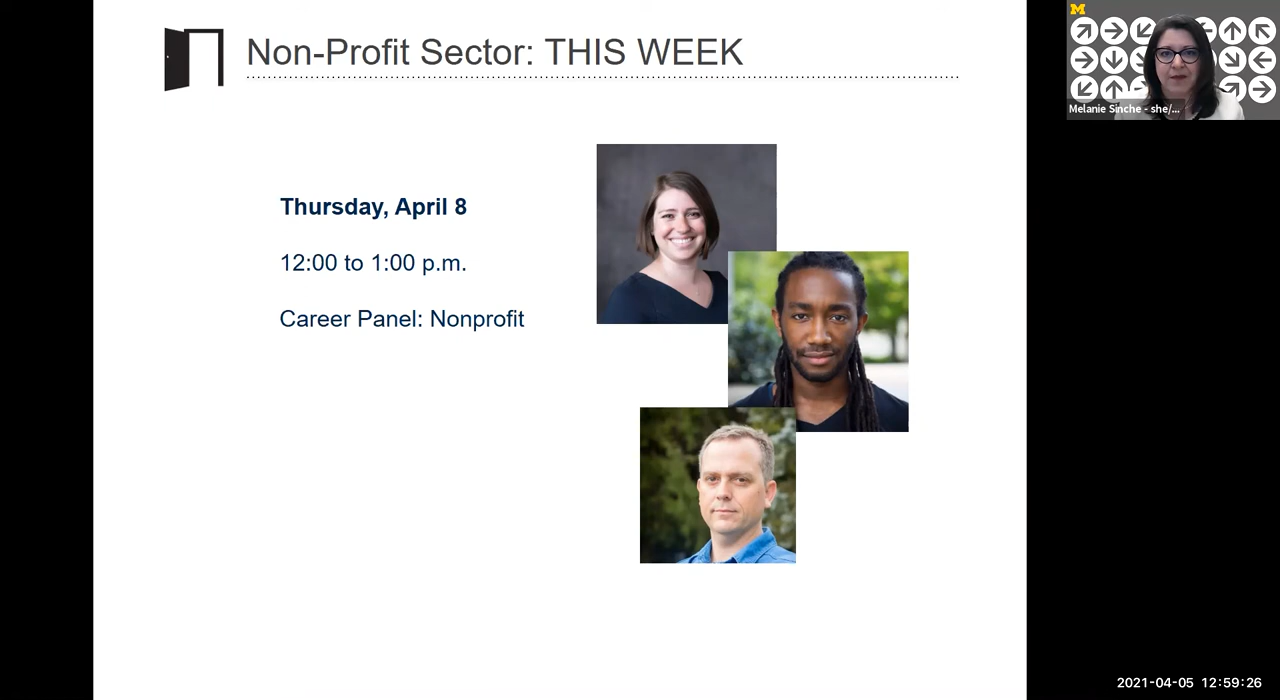 Non-Profit Sector: THIS WEEK
M
Melanie Sinche - she/...
Thursday, April 8
12:00 to 1:00 p.m.
Career Panel: Nonprofit
2021-04-05 12:59:26